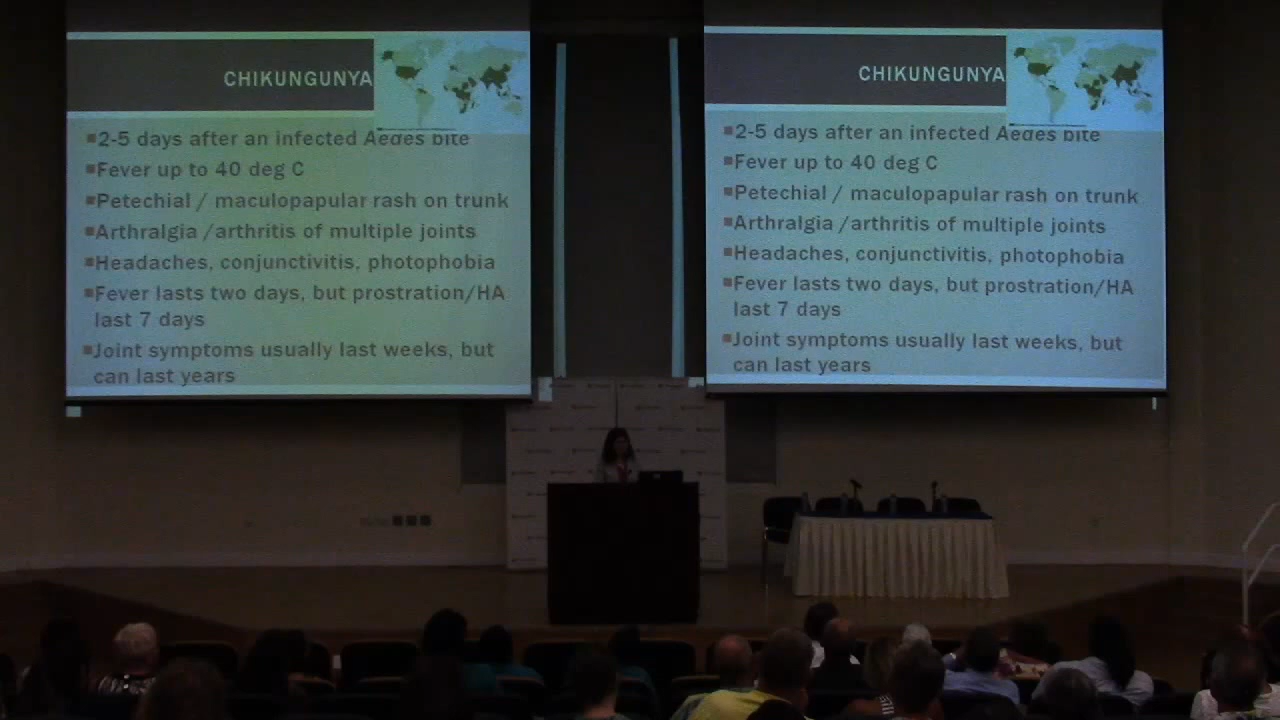 CHIKUNGUNYA
2-5 days after an infected Aedes bite
Fever up to 40 deg C
Petechial / maculopapular rash on trunk
Arthralgia /arthritis of multiple joints
Headaches, conjunctivitis, photophobia
Fever lasts two days, but prostration/HA
last 7 days
Joint symptoms usually last weeks, but
can last years
CHIKUNGUNYA
2-5 days after an infected Aedes bite
Fever up to 40 deg C
Petechial / maculopapular rash on trunk
Arthralgia /arthritis of multiple joints
Headaches, conjunctivitis, photophobia
Fever lasts two days, but prostration/HA
last 7 days
Joint symptoms usually last weeks, but
can last years